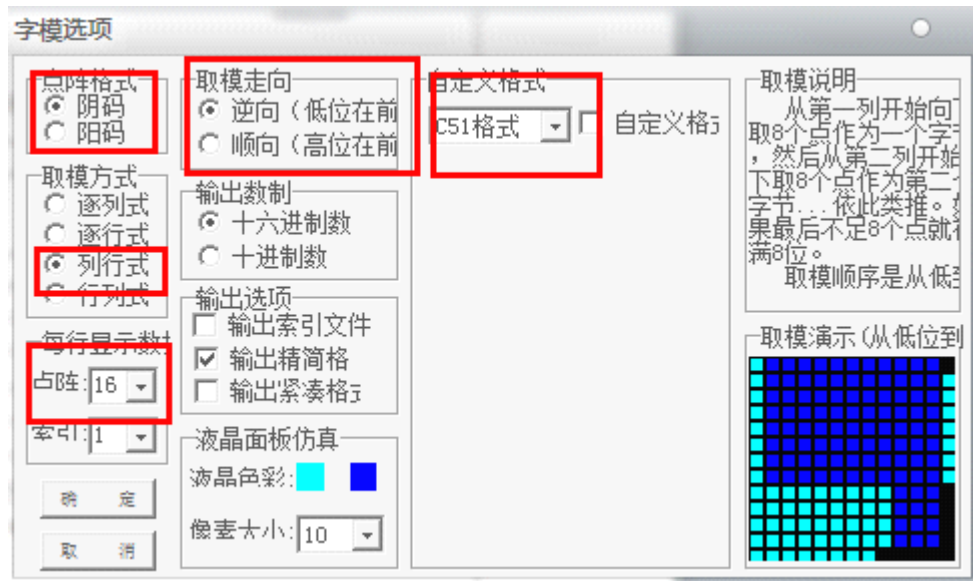 字模选项
点阵格式
阴码
阳码
取模方式
逐列式
逐行式
列行式
行列式
每行显示数
点阵:16
索引:1
确 定
取 消
取模走向
逆向（低位在前
顺向（高位在前
输出数制
十六进制数
十进制数
输出选项
输出索引文件
输出精简格
输出紧凑格式
液晶面板仿真
液晶色彩:
像素大小:10
自定义格式
C51格式
自定义格式
取模说明
从第一列开始向下
取8个点作为一个字节
，然后从第二列开始
下取8个点作为第二个
字节...依此类推。如
果最后不足8个点就补
满8位。
取模顺序是从低到
取模演示(从低位到